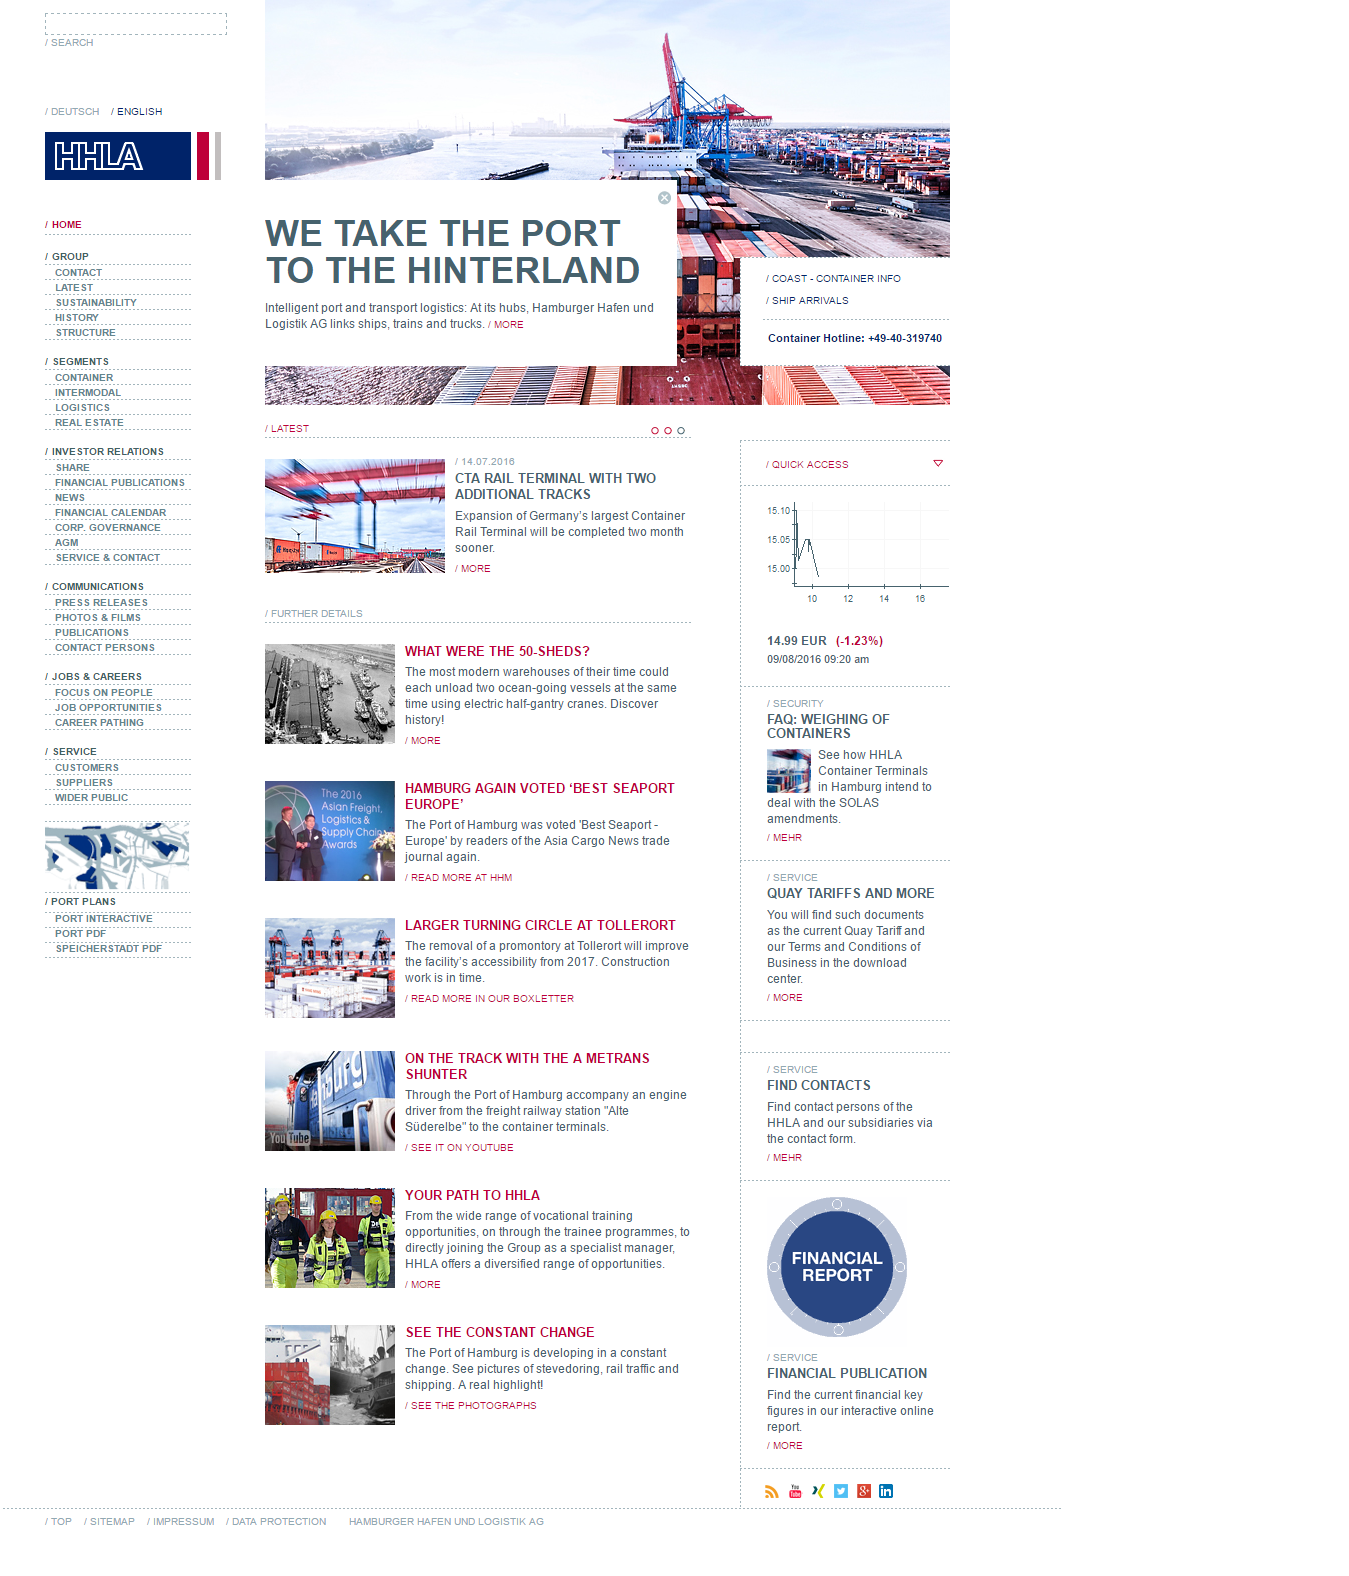 / SEARCH
/ DEUTSCH / ENGLISH
HHLA
/ HOME
/ GROUP
CONTACT
LATEST
SUSTAINABILITY
HISTORY
STRUCTURE
/ SEGMENTS
CONTAINER
INTERMODAL
LOGISTICS
REAL ESTATE
/ INVESTOR RELATIONS
SHARE
FINANCIAL PUBLICATIONS
NEWS
FINANCIAL CALENDAR
CORP. GOVERNANCE
AGM
SERVICE & CONTACT
/ COMMUNICATIONS
PRESS RELEASES
PHOTOS & FILMS
PUBLICATIONS
CONTACT PERSONS
/ JOBS & CAREERS
FOCUS ON PEOPLE
JOB OPPORTUNITIES
CAREER PATHING
/ SERVICE
CUSTOMERS
SUPPLIERS
WIDER PUBLIC
/ PORT PLANS
PORT INTERACTIVE
PORT PDF
SPEICHERSTADT PDF
WE TAKE THE PORT
TO THE HINTERLAND
Intelligent port and transport logistics: At its hubs, Hamburger Hafen und
Logistik AG links ships, trains and trucks. / MORE
/ COAST - CONTAINER INFO
/ SHIP ARRIVALS
Container Hotline: +49-40-319740
/ LATEST
/ 14.07.2016
CTA RAIL TERMINAL WITH TWO
ADDITIONAL TRACKS
Expansion of Germany’s largest Container
Rail Terminal will be completed two month
sooner.
/ MORE
/ FURTHER DETAILS
WHAT WERE THE 50-SHEDS?
The most modern warehouses of their time could
each unload two ocean-going vessels at the same
time using electric half-gantry cranes. Discover
history!
/ MORE
The 2016
Asian Freight,
Logistics &
Supply Chain
Awards
HAMBURG AGAIN VOTED ‘BEST SEAPORT
EUROPE’
The Port of Hamburg was voted 'Best Seaport -
Europe' by readers of the Asia Cargo News trade
journal again.
/ READ MORE AT HHM
LARGER TURNING CIRCLE AT TOLLERORT
The removal of a promontory at Tollerort will improve
the facility’s accessibility from 2017. Construction
work is in time.
/ READ MORE IN OUR BOXLETTER
YouTube
ON THE TRACK WITH THE A METRANS
SHUNTER
Through the Port of Hamburg accompany an engine
driver from the freight railway station "Alte
Süderelbe" to the container terminals.
/ SEE IT ON YOUTUBE
YOUR PATH TO HHLA
From the wide range of vocational training
opportunities, on through the trainee programmes, to
directly joining the Group as a specialist manager,
HHLA offers a diversified range of opportunities.
/ MORE
SEE THE CONSTANT CHANGE
The Port of Hamburg is developing in a constant
change. See pictures of stevedoring, rail traffic and
shipping. A real highlight!
/ SEE THE PHOTOGRAPHS
/ QUICK ACCESS
15.10
15.05
15.00
10 12 14 16
14.99 EUR (-1.23%)
09/08/2016 09:20 am
/ SECURITY
FAQ: WEIGHING OF
CONTAINERS
See how HHLA
Container Terminals
in Hamburg intend to
deal with the SOLAS
amendments.
/ MEHR
/ SERVICE
QUAY TARIFFS AND MORE
You will find such documents
as the current Quay Tariff and
our Terms and Conditions of
Business in the download
center.
/ MORE
/ SERVICE
FIND CONTACTS
Find contact persons of the
HHLA and our subsidiaries via
the contact form.
/ MEHR
FINANCIAL
REPORT
/ SERVICE
FINANCIAL PUBLICATION
Find the current financial key
figures in our interactive online
report.
/ MORE
/ TOP / SITEMAP / IMPRESSUM / DATA PROTECTION HAMBURGER HAFEN UND LOGISTIK AG